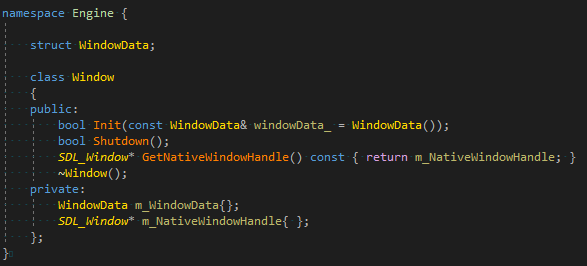 namespace Engine {
struct WindowData;
class Window
{
public:
bool Init(const WindowData& windowData_ = WindowData());
bool Shutdown();
SDL_Window* GetNativeWindowHandle() const { return m_NativeWindowHandle; }
~Window();
private:
WindowData m_WindowData{};
SDL_Window* m_NativeWindowHandle{ };
};
}